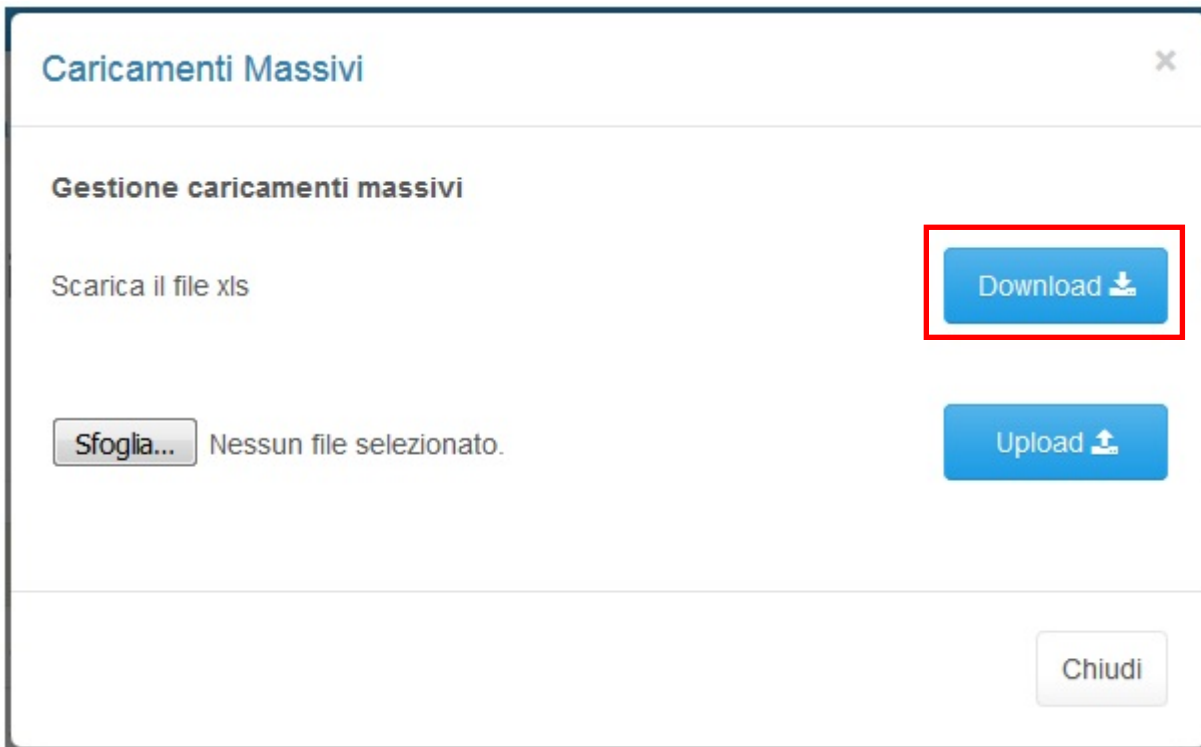 Caricamenti Massivi
×
Gestione caricamenti massivi
Scarica il file xls
Download
Sfoglia... Nessun file selezionato.
Upload
Chiudi